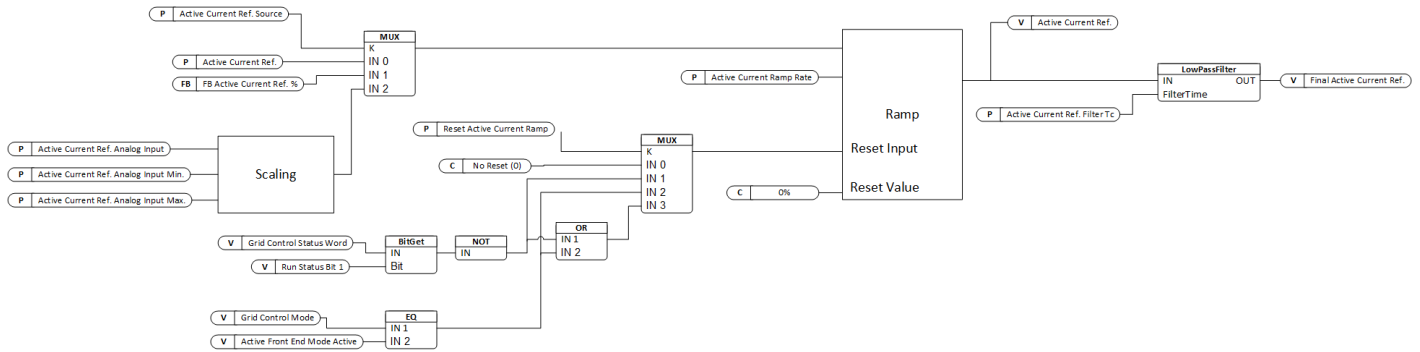 P Active Current Ref. Source
MUX
K
P Active Current Ref.
IN 0
FB FB Active Current Ref. %
IN 1
IN 2
V Active Current Ref.
P Active Current Ramp Rate
Ramp
Reset Input
Reset Value
C 0%
LowPassFilter
IN OUT
FilterTime
V Final Active Current Ref.
P Active Current Ref. Filter Tc
P Reset Active Current Ramp
MUX
K
C No Reset (0)
IN 0
IN 1
IN 2
IN 3
P Active Current Ref. Analog Input
P Active Current Ref. Analog Input Min.
P Active Current Ref. Analog Input Max.
Scaling
V Grid Control Status Word
V Run Status Bit 1
BitGet
IN
Bit
NOT
IN
OR
IN 1
IN 2
V Grid Control Mode
V Active Front End Mode Active
EQ
IN 1
IN 2